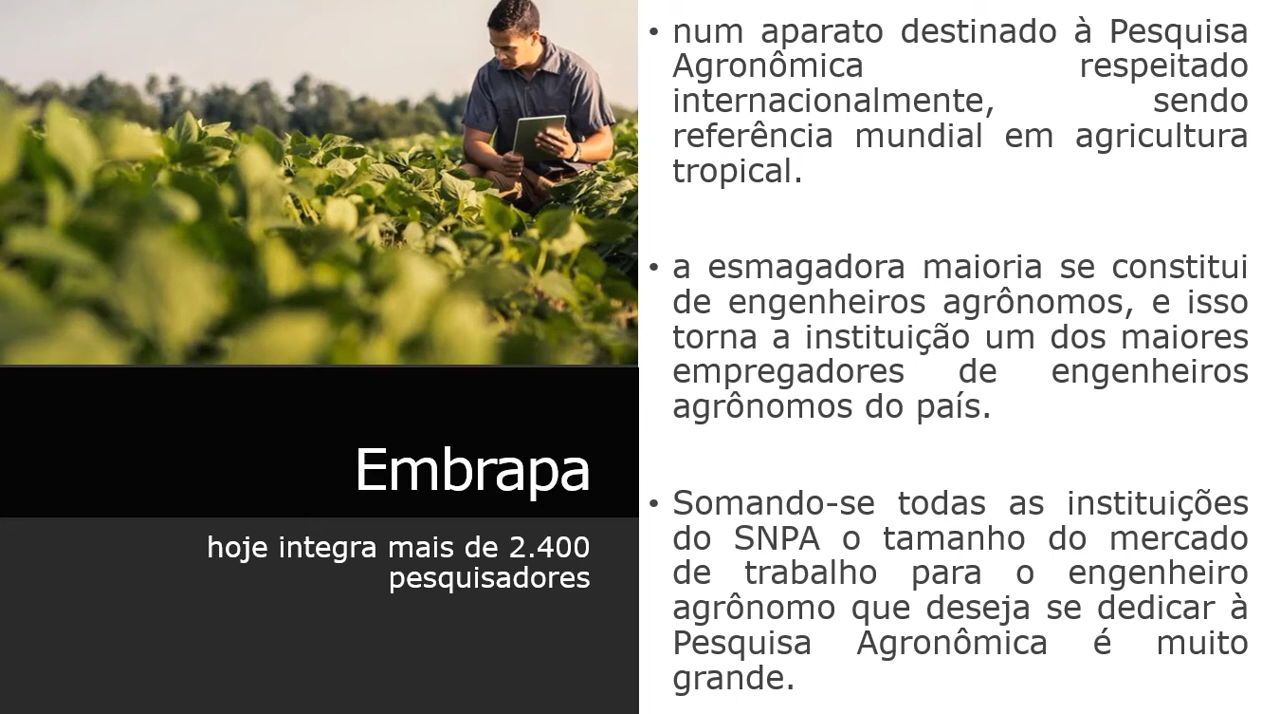 Embrapa
hoje integra mais de 2.400
pesquisadores
• num aparato destinado à Pesquisa
Agronômica respeitado
internacionalmente, sendo
referência mundial em agricultura
tropical.
• a esmagadora maioria se constitui
de engenheiros agrônomos, e isso
torna a instituição um dos maiores
empregadores de engenheiros
agrônomos do país.
• Somando-se todas as instituições
do SNPA o tamanho do mercado
de trabalho para o engenheiro
agrônomo que deseja se dedicar à
Pesquisa Agronômica é muito
grande.